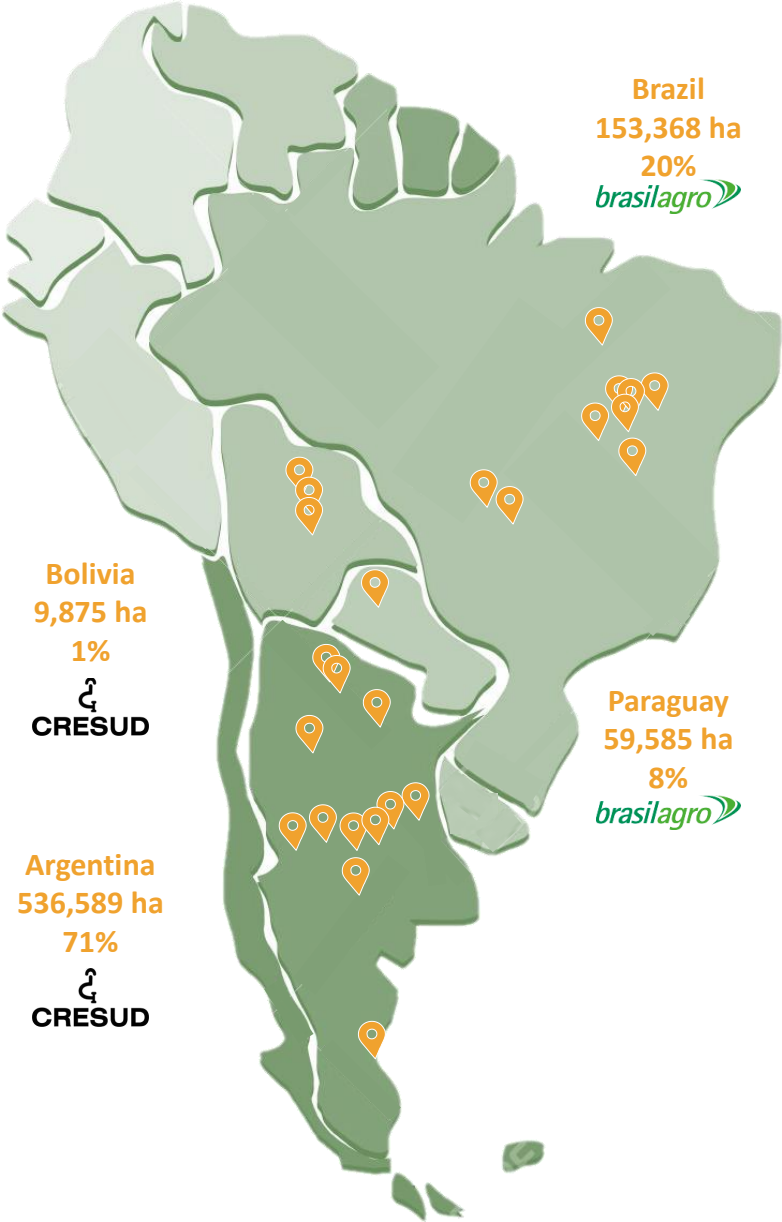 Brazil
153,368 ha
20%
brasilagro
Bolivia
9,875 ha
1%
CRESUD
Paraguay
59,585 ha
8%
brasilagro
Argentina
536,589 ha
71%
CRESUD